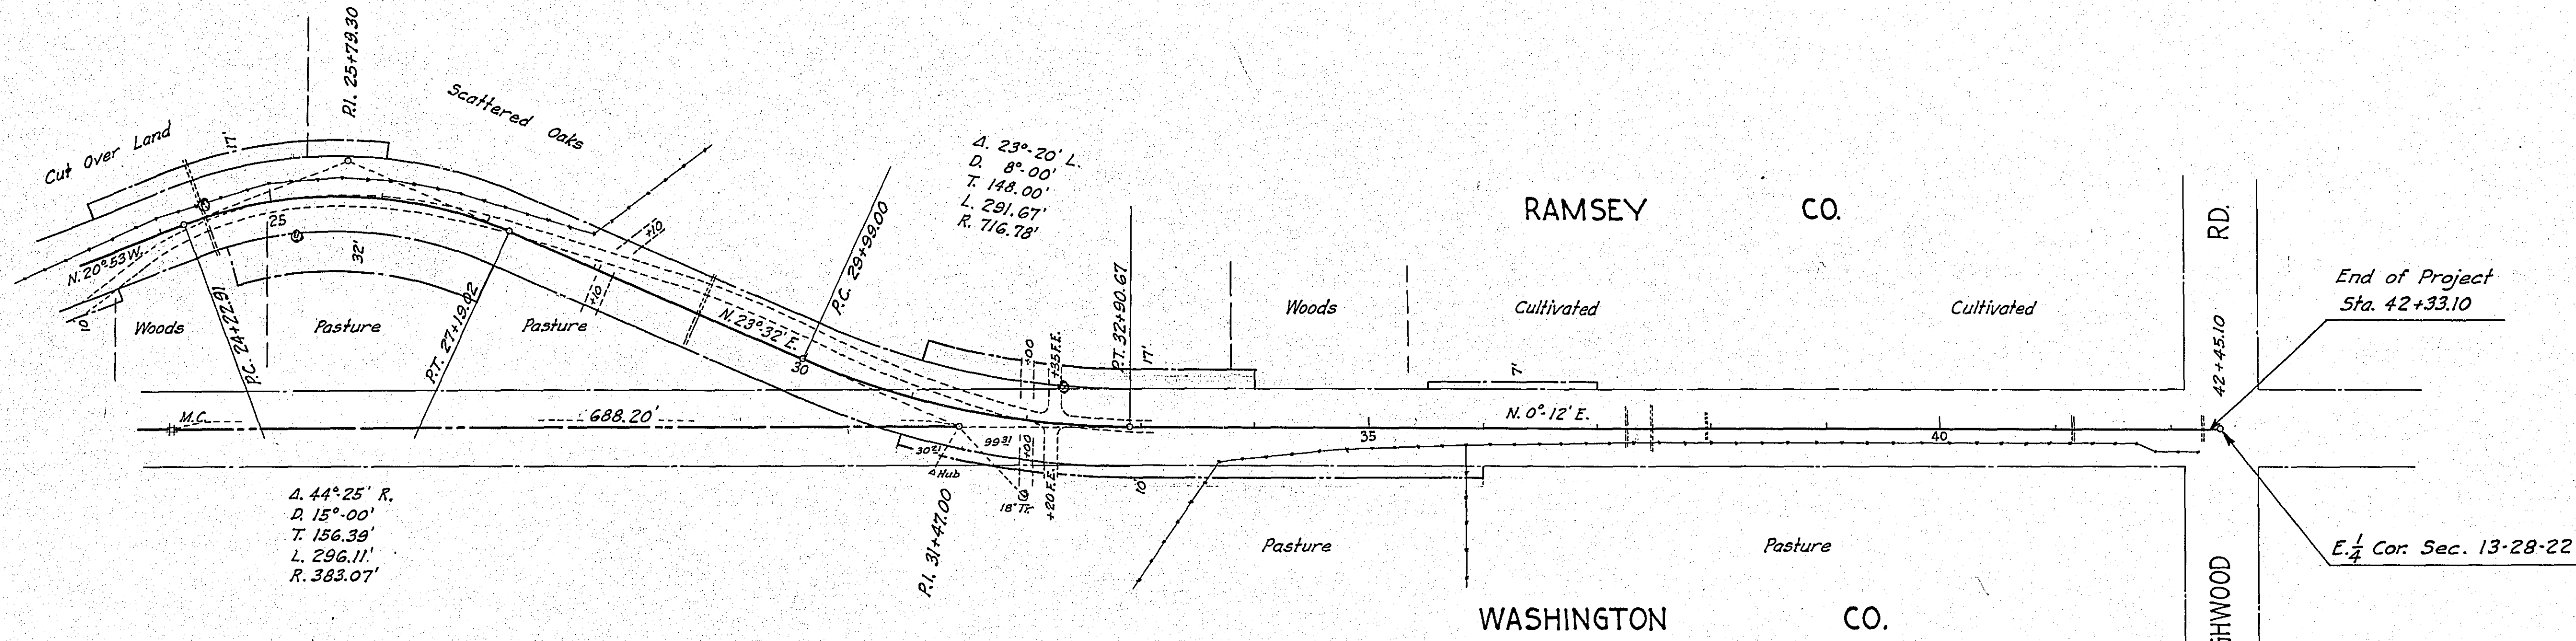 P.I. 25+79.30
Scattered Oaks
Cut Over Land
17'
N. 20°53'W.
25
32'
10'
Woods
Pasture
Pasture
P.C. 24+22.91
P.T. 27+19.02
+10
+10
N. 23°-32' E.
30
P.C. 29+99.00
Δ. 23°-20' L.
D. 8°-00'
T. 148.00'
L. 291.67'
R. 716.78'
P.T. 32+90.67
17'
+00
+35 F.E.
RAMSEY CO.
Woods
Cultivated
7'
Cultivated
RD.
42+45.10
End of Project
Sta. 42+33.10
M.C.
688.20'
N. 0°-12' E.
35
40
99 31
30 21
Δ Hub
+00
18" Tr.
+20 F.E.
10'
P.I. 31+47.00
Δ. 44°-25' R.
D. 15°-00'
T. 156.39'
L. 296.11'
R. 383.07'
Pasture
Pasture
E. 1/4 Cor. Sec. 13-28-22
GHWOOD
WASHINGTON CO.